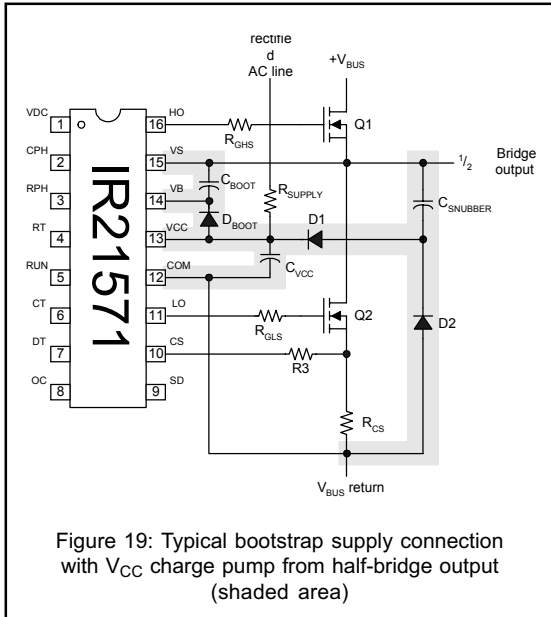 rectifie
d
AC line
+VBUS
VDC
1
CPH
2
RPH
3
RT
4
RUN
5
CT
6
DT
7
OC
8
IR21571
HO
16
VS
15
VB
14
VCC
13
COM
12
LO
11
CS
10
SD
9
RGHS
Q1
1/2 Bridge
output
CBOOT
RSUPPLY
DBOOT
D1
CSNUBBER
CVCC
Q2
RGLS
D2
R3
RCS
VBUS return
Figure 19: Typical bootstrap supply connection
with VCC charge pump from half-bridge output
(shaded area)